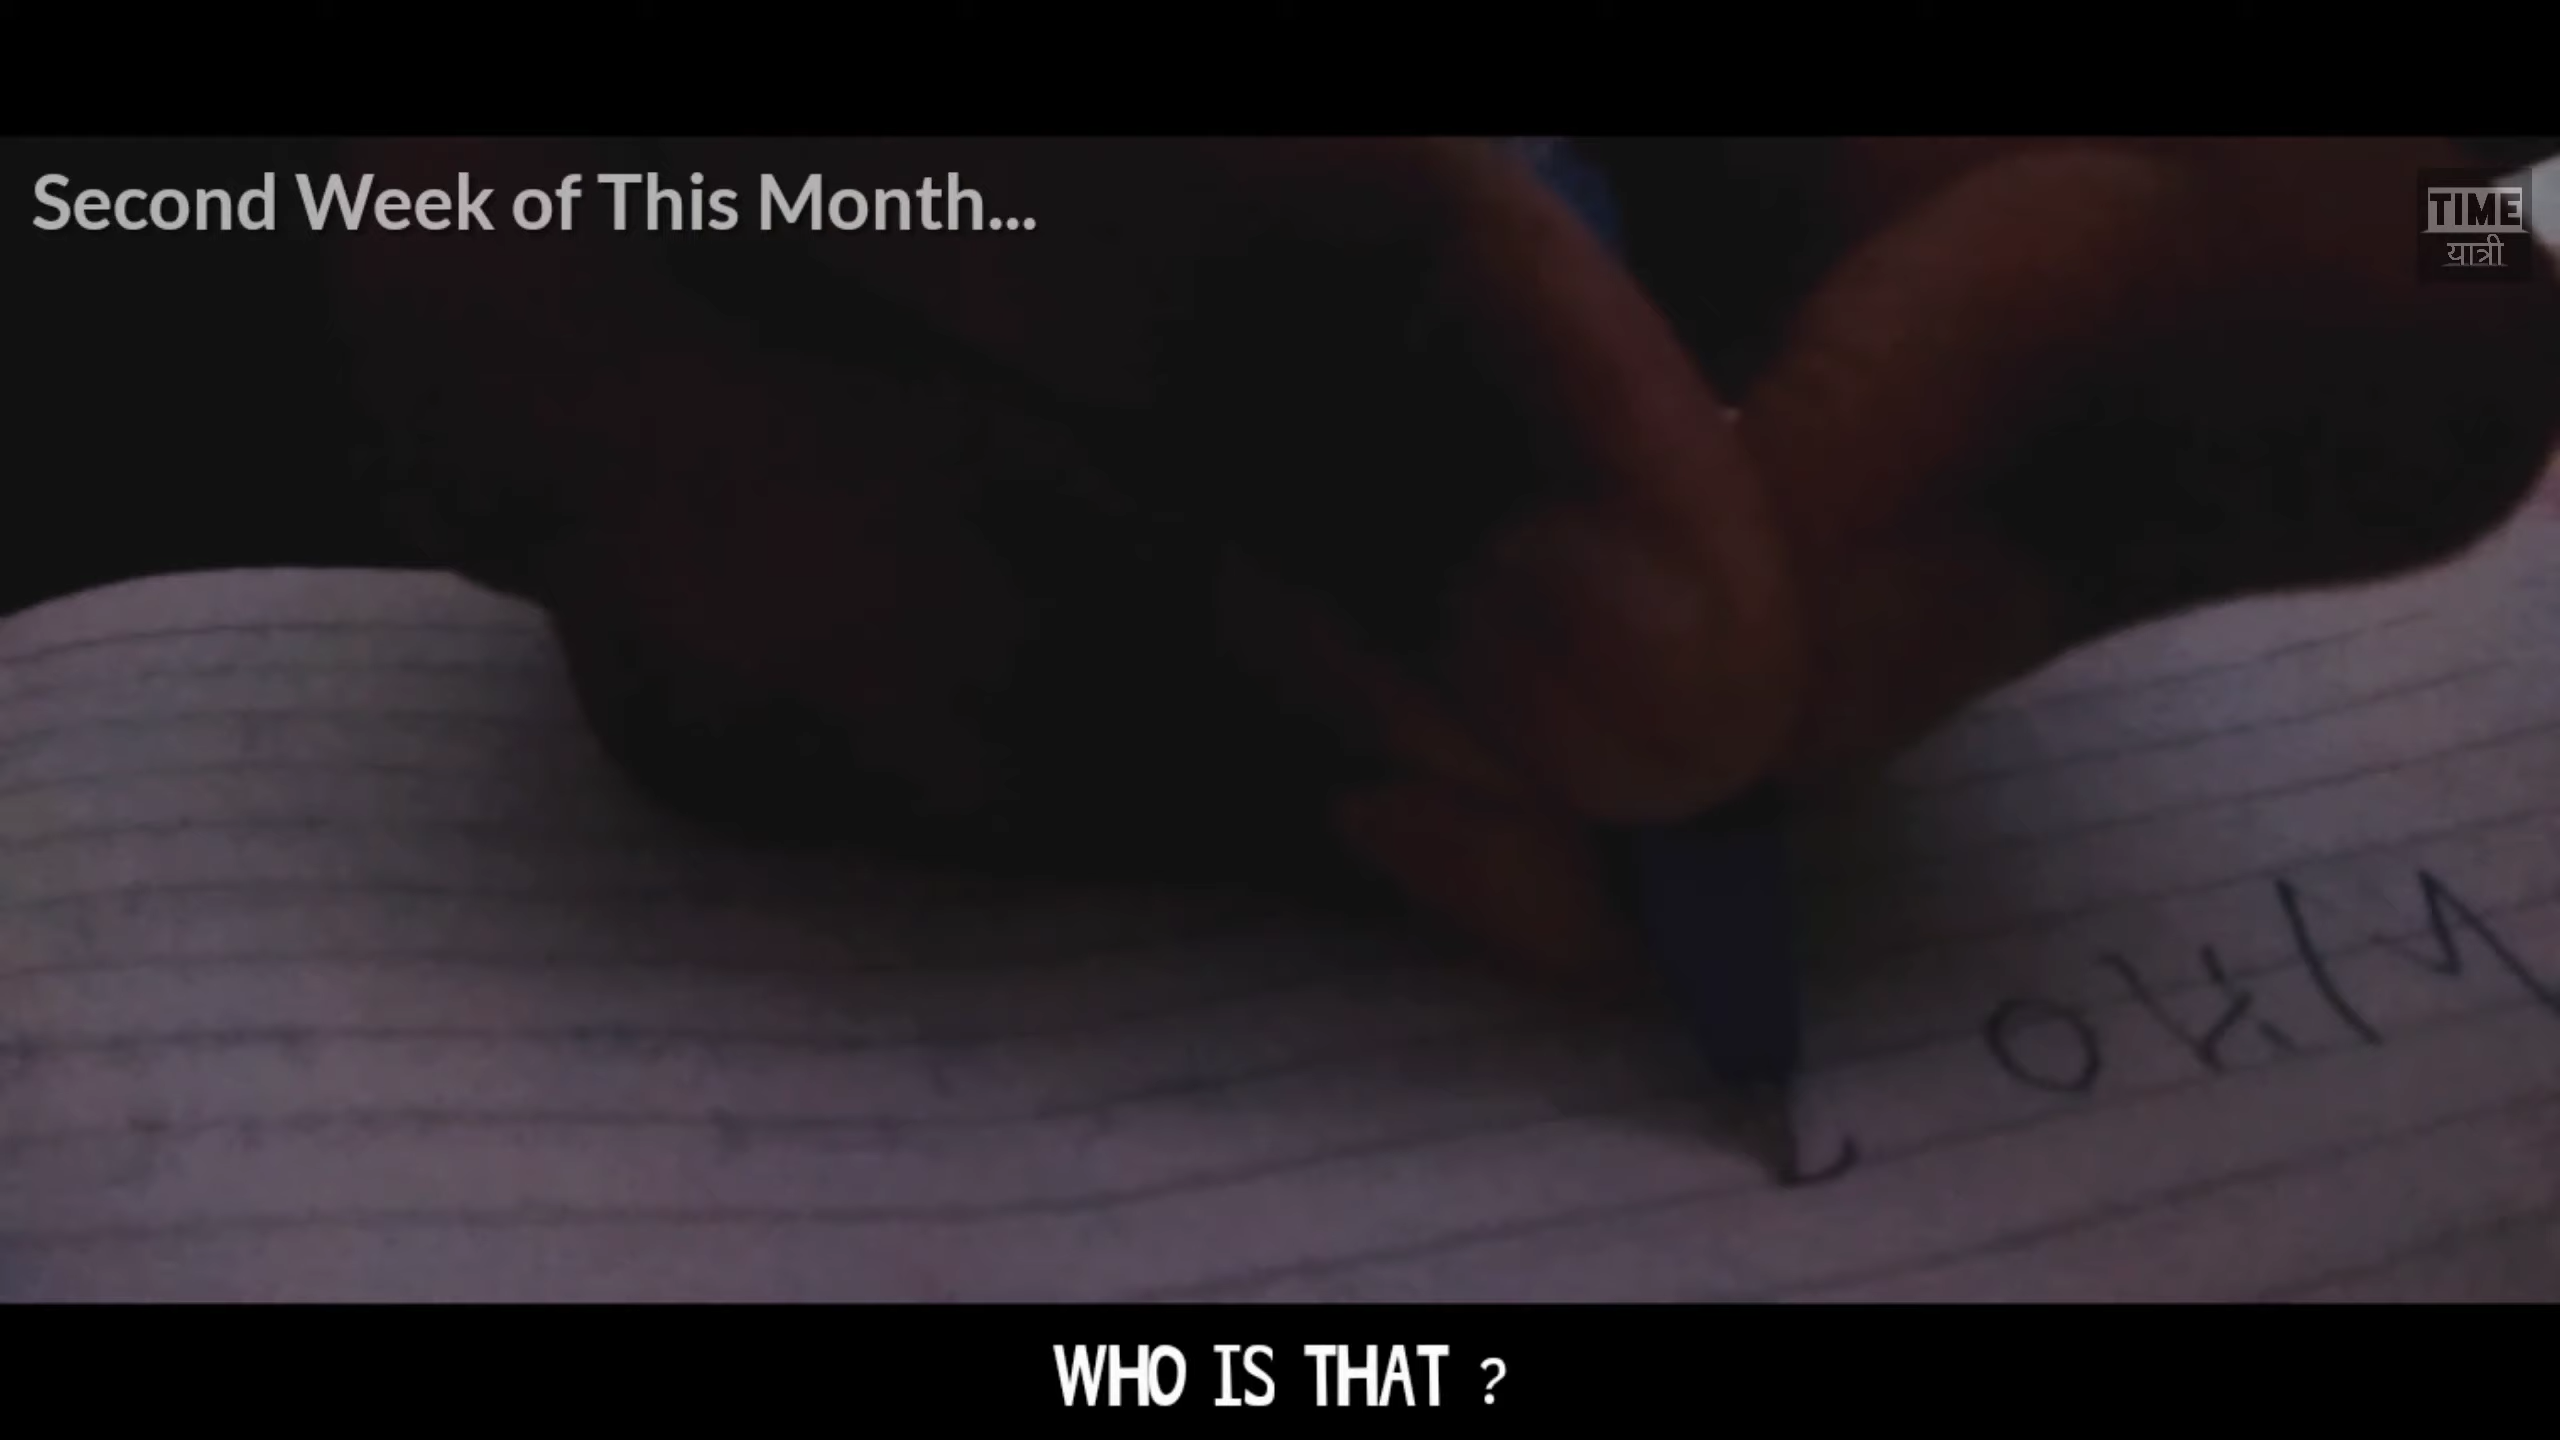 Second Week of This Month...
TIME
यात्री
WHO IS THAT ?